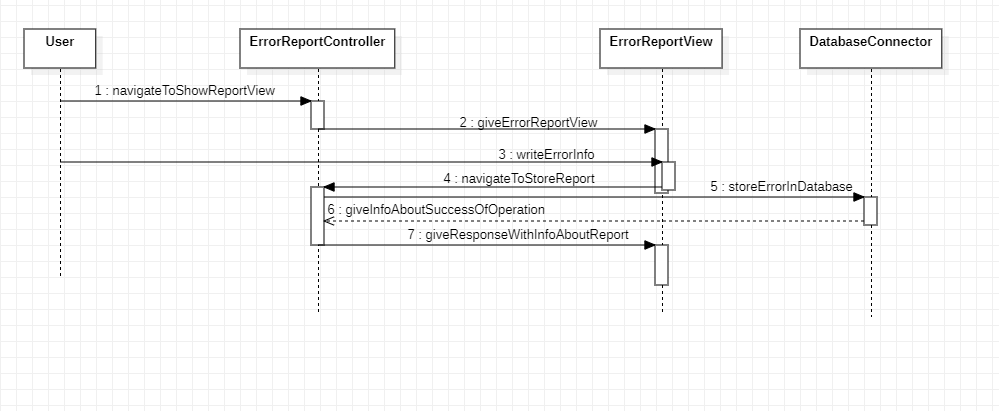 User
ErrorReportController
ErrorReportView
DatabaseConnector
1 : navigateToShowReportView
2 : giveErrorReportView
3 : writeErrorInfo
4 : navigateToStoreReport
5 : storeErrorInDatabase
6 : giveInfoAboutSuccessOfOperation
7 : giveResponseWithInfoAboutReport